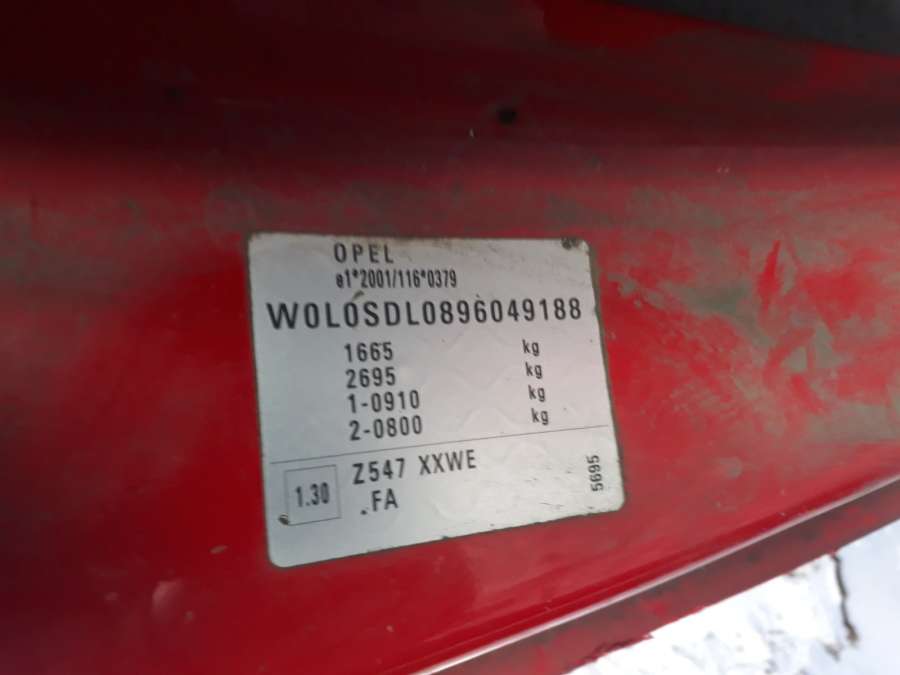 OPEL
e1*2001/116*0379
W0L0SDL0896049188
1665 kg
2695 kg
1-0910 kg
2-0800 kg
1.30 Z547 XXWE
.FA
5695